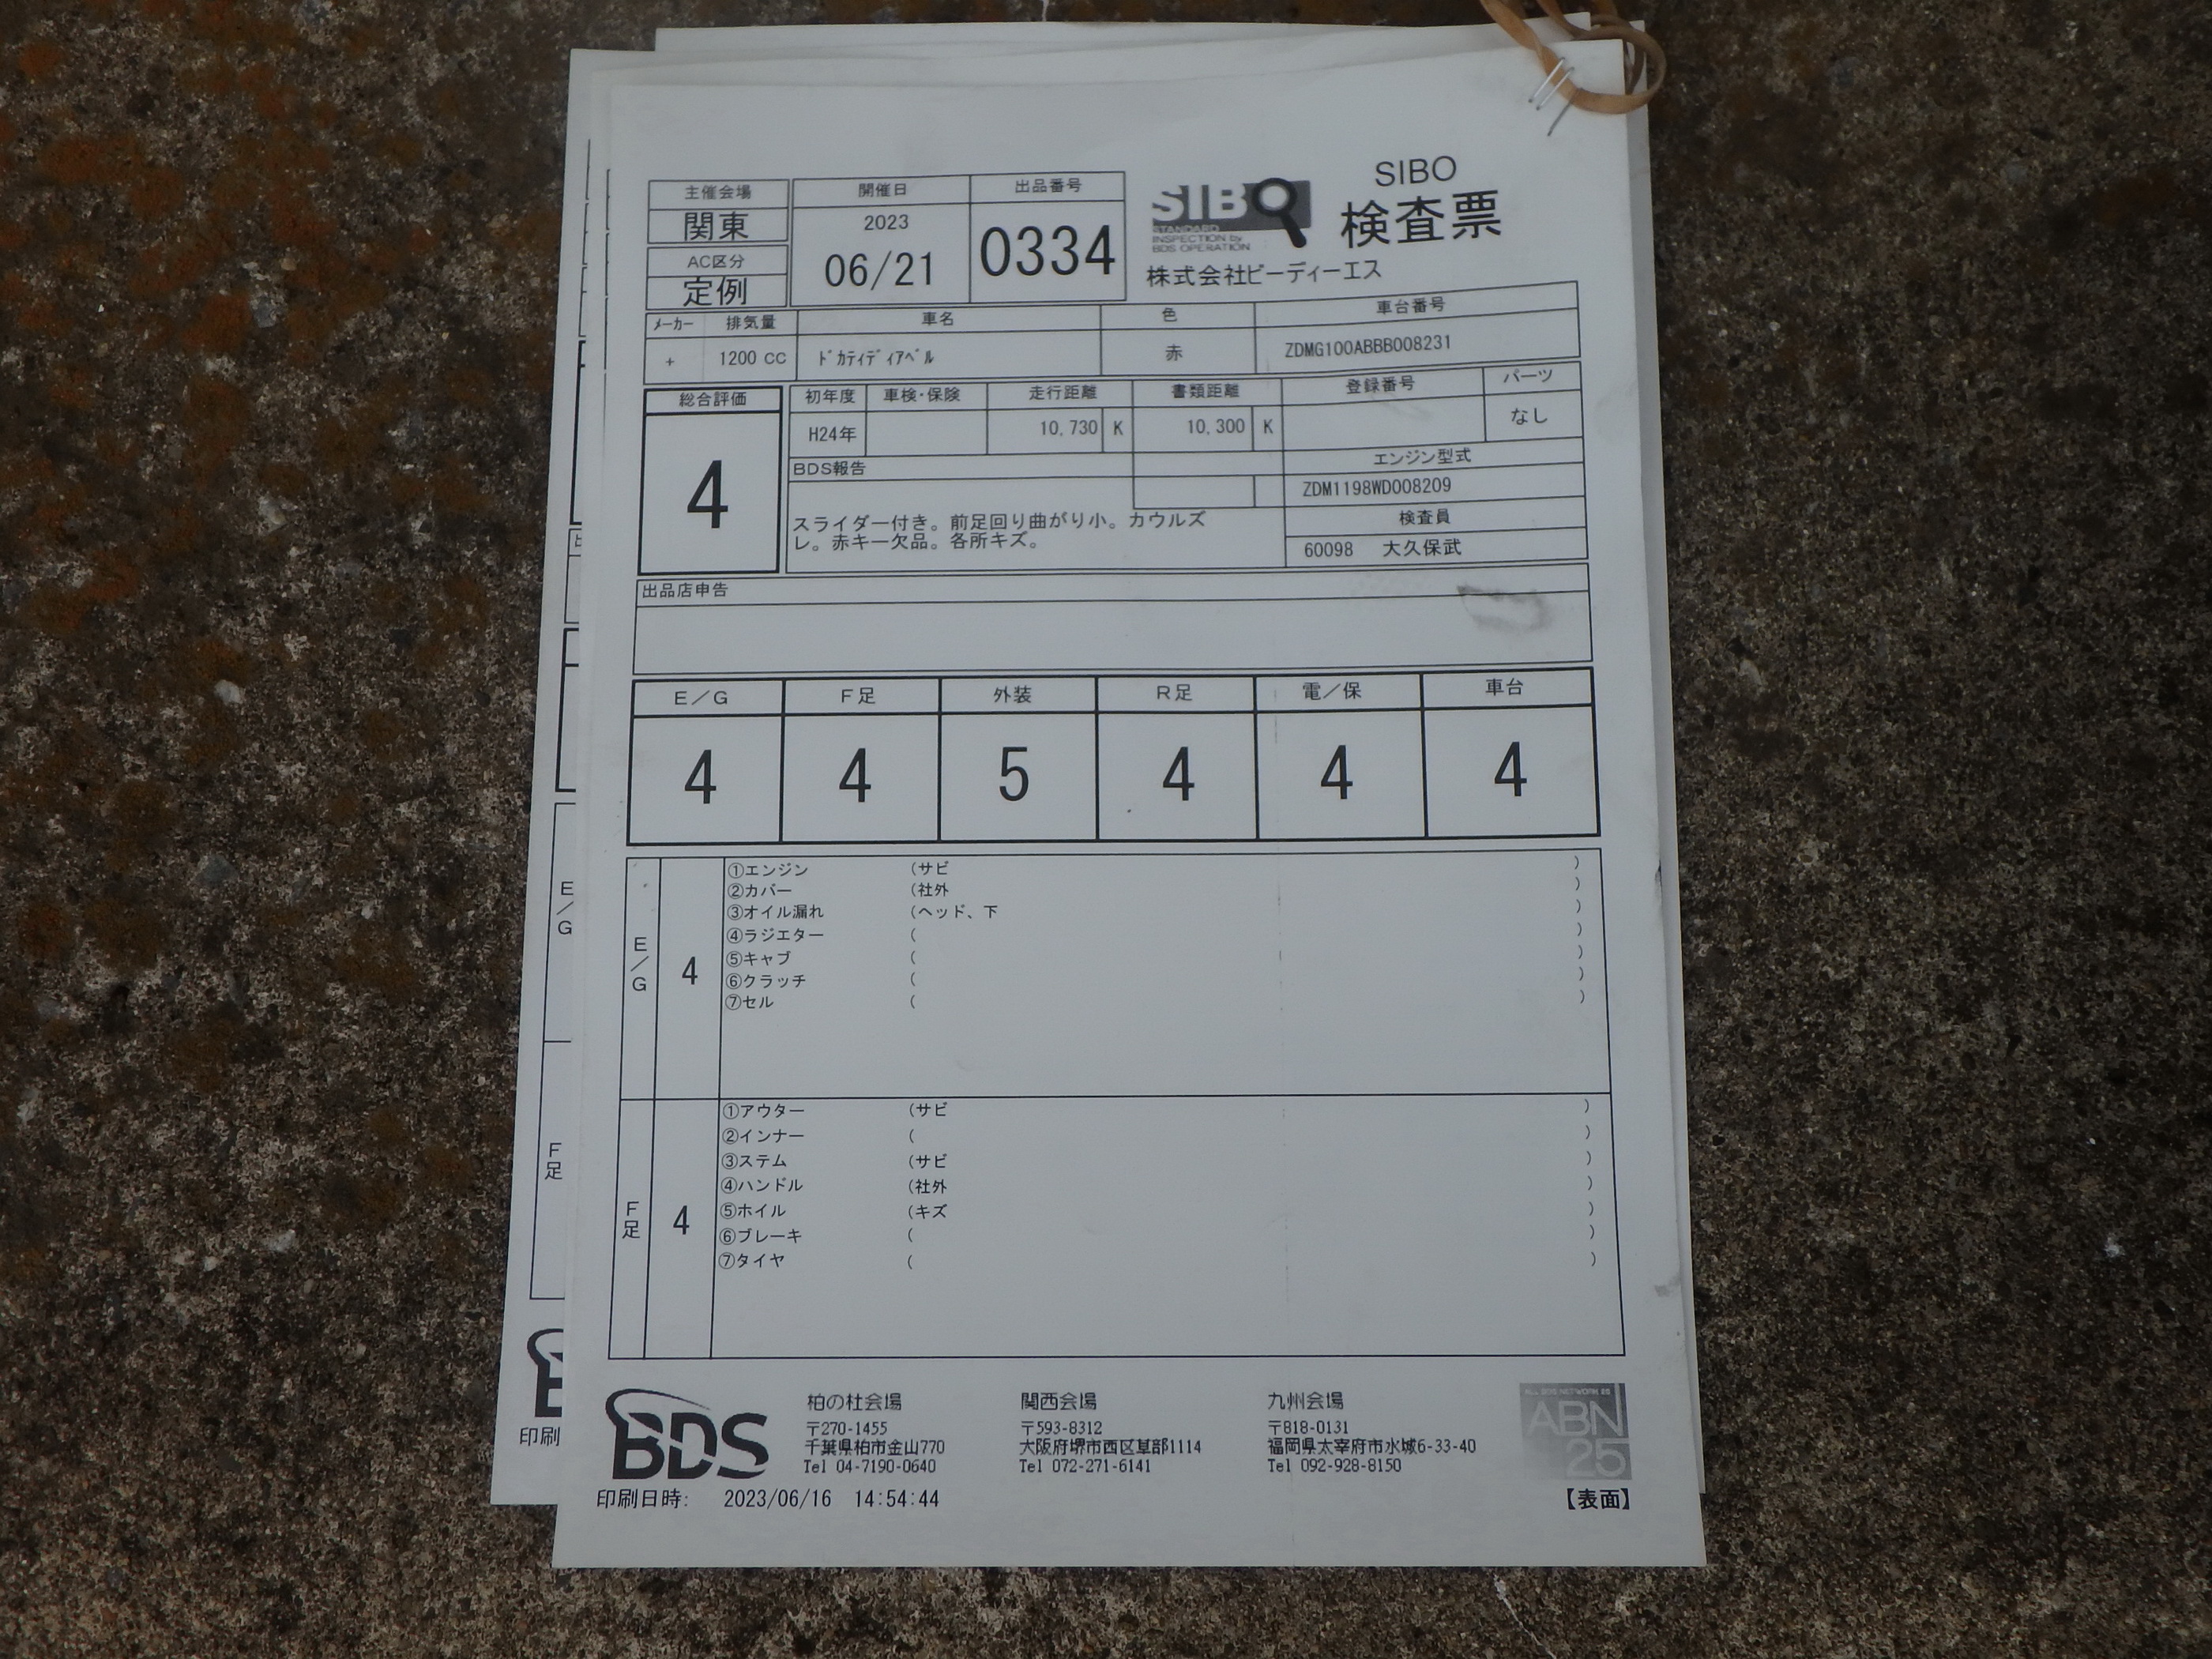 主催会場
関東
AC区分
定例
開催日
2023
06/21
出品番号
0334
SIBO
STANDARD
INSPECTION by
BDS OPERATION
SIBO
検査票
株式会社ビーディーエス
メーカー 排気量 車名 色 車台番号
+ 1200 CC ﾄﾞｶﾃｨﾃﾞｨｱﾍﾞﾙ 赤 ZDMG100ABBB008231
総合評価
4
初年度 車検・保険 走行距離 書類距離 登録番号 パーツ
H24年 10,730 K 10,300 K なし
BDS報告
スライダー付き。前足回り曲がり小。カウルズ
レ。赤キー欠品。各所キズ。
エンジン型式
ZDM1198WD008209
検査員
60098 大久保武
出品店申告
E/G F足 外装 R足 電/保 車台
4 4 5 4 4 4
E/G
4
①エンジン (サビ )
②カバー (社外 )
③オイル漏れ (ヘッド、下 )
④ラジエター ( )
⑤キャブ ( )
⑥クラッチ ( )
⑦セル ( )
F足
4
①アウター (サビ )
②インナー ( )
③ステム (サビ )
④ハンドル (社外 )
⑤ホイル (キズ )
⑥ブレーキ ( )
⑦タイヤ ( )
BDS
柏の杜会場
〒270-1455
千葉県柏市金山770
Tel 04-7190-0640
関西会場
〒593-8312
大阪府堺市西区草部1114
Tel 072-271-6141
九州会場
〒818-0131
福岡県太宰府市水城6-33-40
Tel 092-928-8150
ALL BDS NETWORK 25
ABN
25
印刷日時: 2023/06/16 14:54:44
【表面】
E/G
F足
印刷